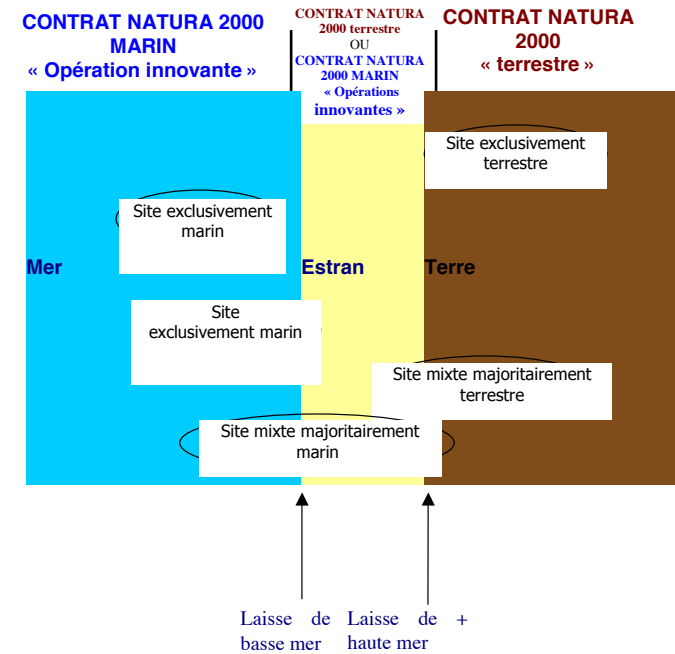 CONTRAT NATURA 2000
MARIN
« Opération innovante »
CONTRAT NATURA
2000 terrestre
OU
CONTRAT NATURA
2000 MARIN
« Opérations
innovantes »
CONTRAT NATURA
2000
« terrestre »
Site exclusivement
terrestre
Site exclusivement
marin
Mer
Estran
Terre
Site
exclusivement marin
Site mixte majoritairement
terrestre
Site mixte majoritairement
marin
Laisse de
basse mer
Laisse de +
haute mer